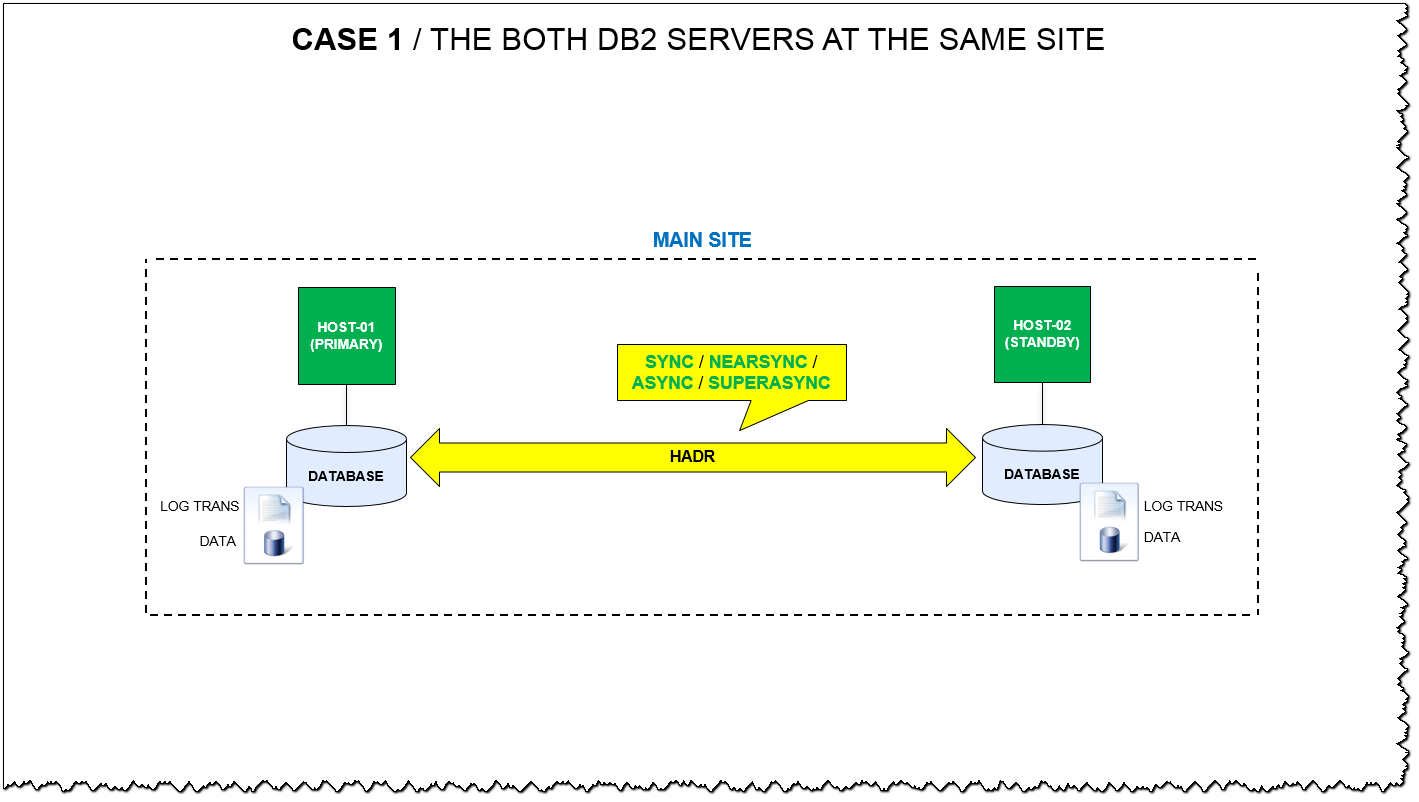 CASE 1 / THE BOTH DB2 SERVERS AT THE SAME SITE
MAIN SITE
HOST-01
(PRIMARY)
HOST-02
(STANDBY)
SYNC / NEARSYNC /
ASYNC / SUPERASYNC
HADR
DATABASE
DATABASE
LOG TRANS
DATA
LOG TRANS
DATA